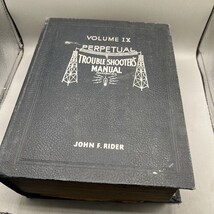 VOLUME IX
PERPETUAL
TROUBLE SHOOTER'S
MANUAL
JOHN F. RIDER